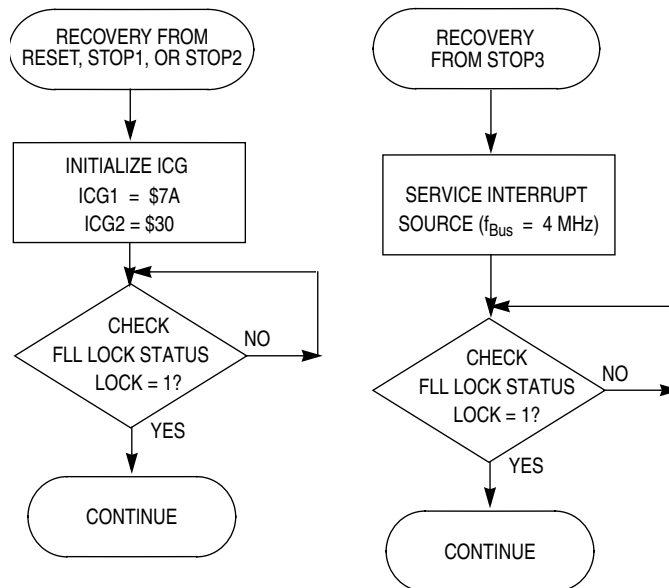 RECOVERY FROM
RESET, STOP1, OR STOP2
INITIALIZE ICG
ICG1 = $7A
ICG2 = $30
CHECK
FLL LOCK STATUS
LOCK = 1?
NO
YES
CONTINUE
RECOVERY
FROM STOP3
SERVICE INTERRUPT
SOURCE (fBus = 4 MHz)
CHECK
FLL LOCK STATUS
LOCK = 1?
NO
YES
CONTINUE